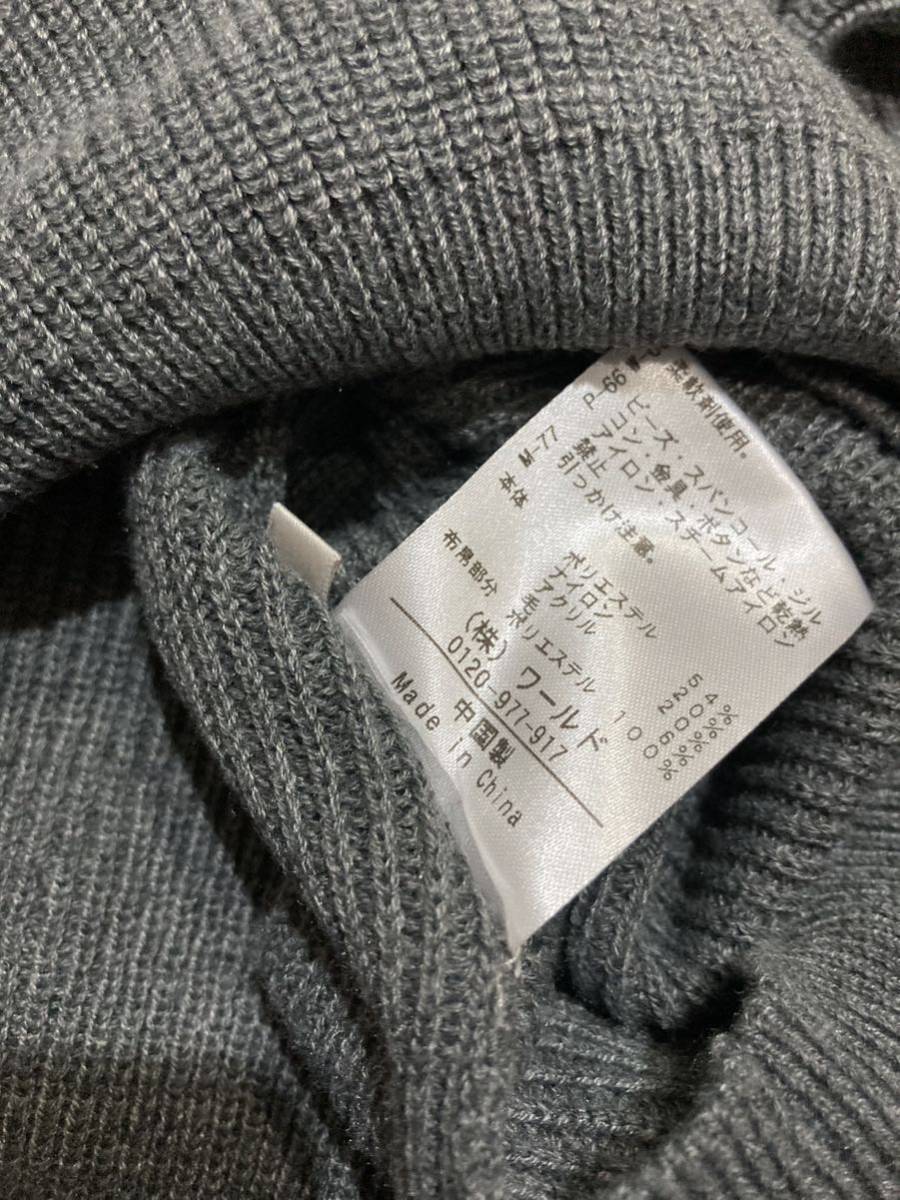 柔軟剤使用。
P-66
ビーズ・スパンコール・ジル
コン・金具・ボタンなど乾熱
アイロン・スチームアイロン
禁止
M-77
引っかけ注意。
本体 ポリエステル 54%
ナイロン 20%
アクリル 20%
毛 6%
布帛部分 ポリエステル 100%
(株)ワールド
0120-977-917
中国製
Made in China